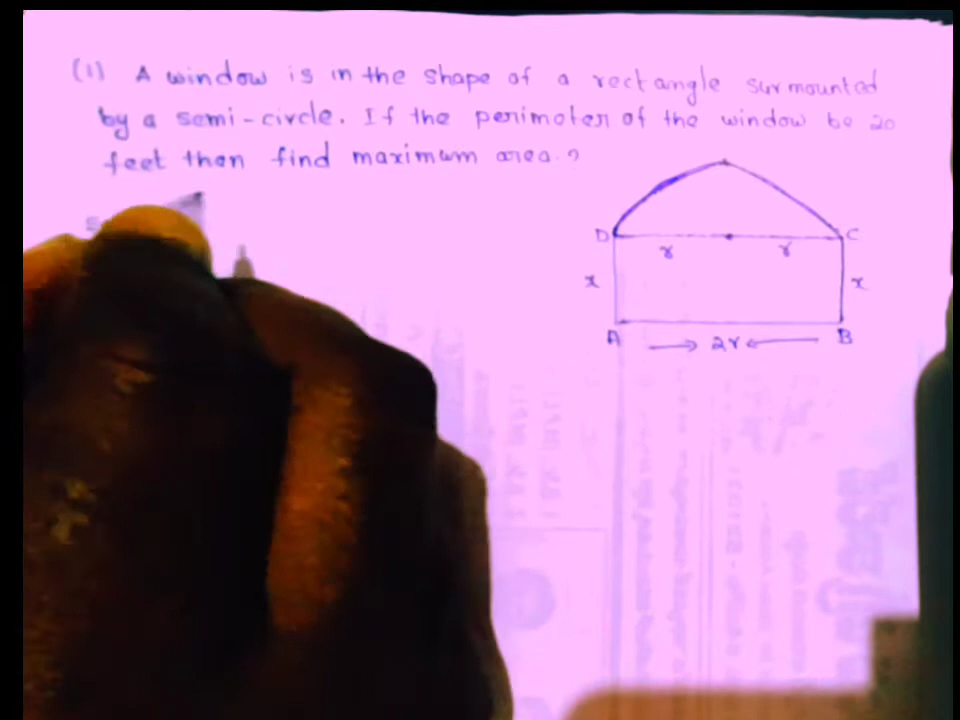 (1) A window is in the shape of a rectangle surmounted
by a semi-circle. If the perimeter of the window be 20
feet then find maximum area.?
D C
r r
x x
A 2r B